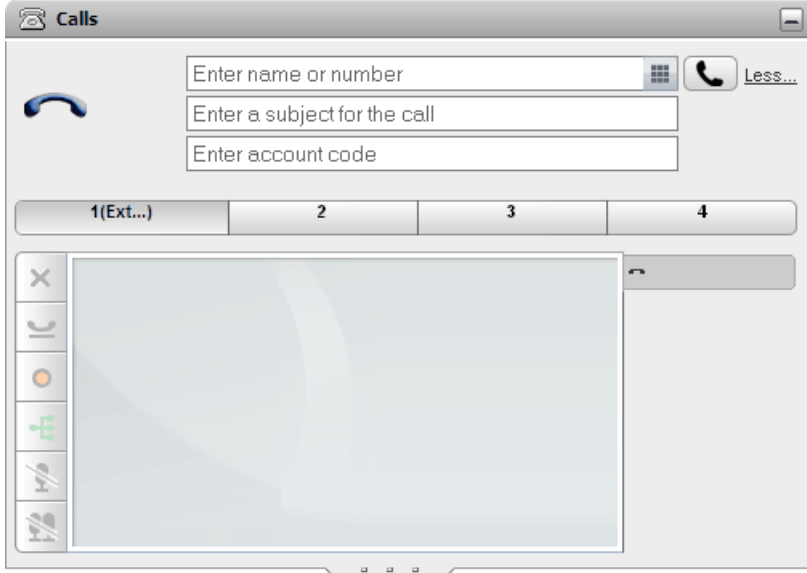 Calls
Enter name or number
Less...
Enter a subject for the call
Enter account code
1(Ext...) 2 3 4